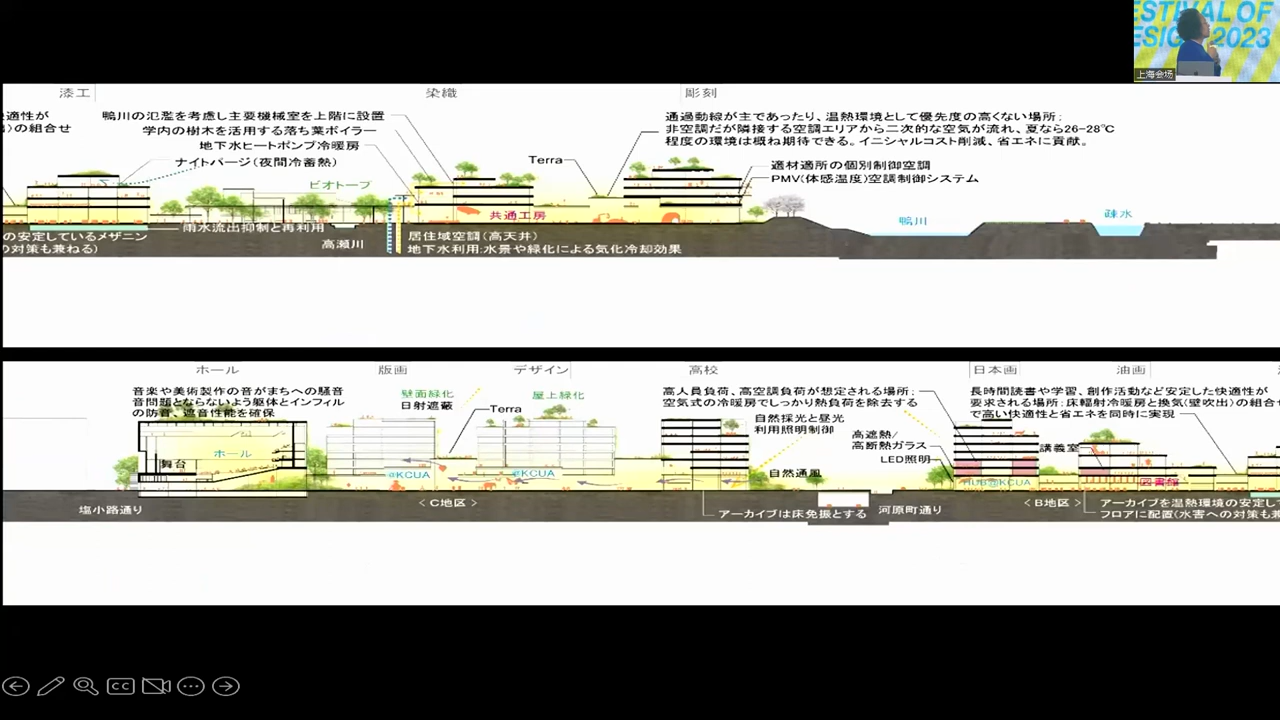 ESTIVAL OF
ESIGN 2023
上海会场
漆工
染織
彫刻
適性が
鴨川の氾濫を考慮し主要機械室を上階に設置
通過動線が主であったり、温熱環境として優先度の高くない場所:
)の組合せ
学内の樹木を活用する落ち葉ボイラー
非空調だが隣接する空調エリアから二次的な空気が流れ、夏なら26-28℃
地下水ヒートポンプ冷暖房
程度の環境は概ね期待できる。イニシャルコスト削減、省エネに貢献。
ナイトパージ(夜間冷蓄熱)
Terra
適材適所の個別制御空調
PMV(体感温度)空調制御システム
ビオトープ
共通工房
鴨川
疎水
雨水流出抑制と再利用
の安定しているメザニン
高瀬川
居住域空調(高天井)
の対策も兼ねる)
地下水利用:水景や緑化による気化冷却効果
ホール
版画
デザイン
高校
日本画
油画
音楽や美術製作の音がまちへの騒音
音問題とならないよう躯体とインフィル
の防音、遮音性能を確保
壁面緑化
日射遮蔽
屋上緑化
Terra
高人員負荷、高空調負荷が想定される場所:
空気式の冷暖房でしっかり熱負荷を除去する
長時間読書や学習、創作活動など安定した快適性が
要求される場所:床輻射冷暖房と換気(壁吹出)の組合せ
で高い快適性と省エネを同時に実現
自然採光と昼光
利用照明制御
高遮熱/
高断熱ガラス
LED照明
講義室
ホール
舞台
@KCUA
@KCUA
自然通風
HUB@KCUA
図書館
塩小路通り
<C地区>
アーカイブは床免振とする
河原町通り
<B地区>
アーカイブを温熱環境の安定して
フロアに配置(水害への対策も兼
CC